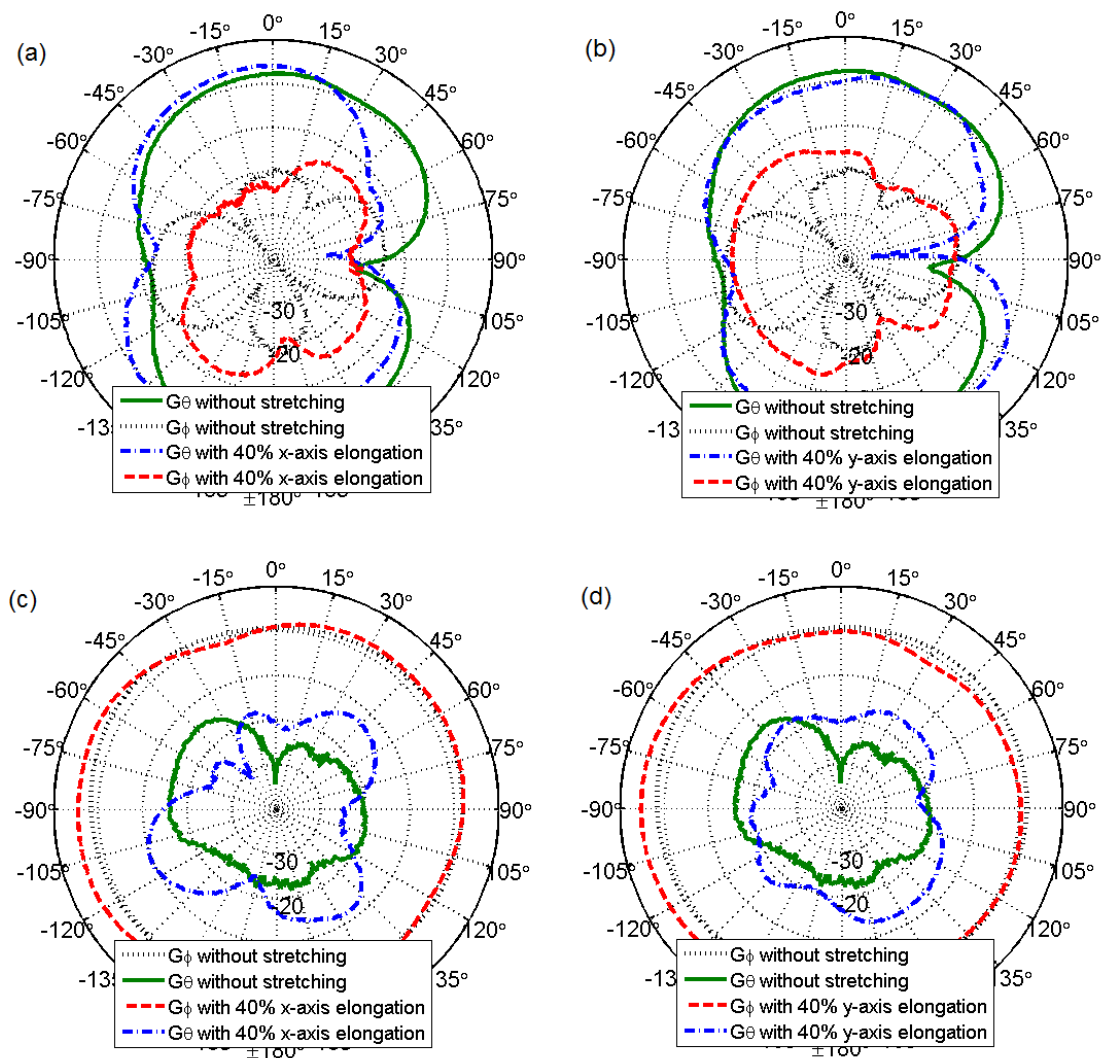 (a)
0°
-15° 15°
-30° 30°
-45° 45°
-60° 60°
-75° 75°
-90° 90°
-105° 105°
-120° 120°
-30
-20
Gθ without stretching
Gϕ without stretching
Gθ with 40% x-axis elongation
Gϕ with 40% x-axis elongation
±180°
(b)
0°
-15° 15°
-30° 30°
-45° 45°
-60° 60°
-75° 75°
-90° 90°
-105° 105°
-120° 120°
-30
-20
Gθ without stretching
Gϕ without stretching
Gθ with 40% y-axis elongation
Gϕ with 40% y-axis elongation
±180°
(c)
0°
-15° 15°
-30° 30°
-45° 45°
-60° 60°
-75° 75°
-90° 90°
-105° 105°
-120° 120°
-30
-20
Gϕ without stretching
Gθ without stretching
Gϕ with 40% x-axis elongation
Gθ with 40% x-axis elongation
±180°
(d)
0°
-15° 15°
-30° 30°
-45° 45°
-60° 60°
-75° 75°
-90° 90°
-105° 105°
-120° 120°
-30
-20
Gϕ without stretching
Gθ without stretching
Gϕ with 40% y-axis elongation
Gθ with 40% y-axis elongation
±180°